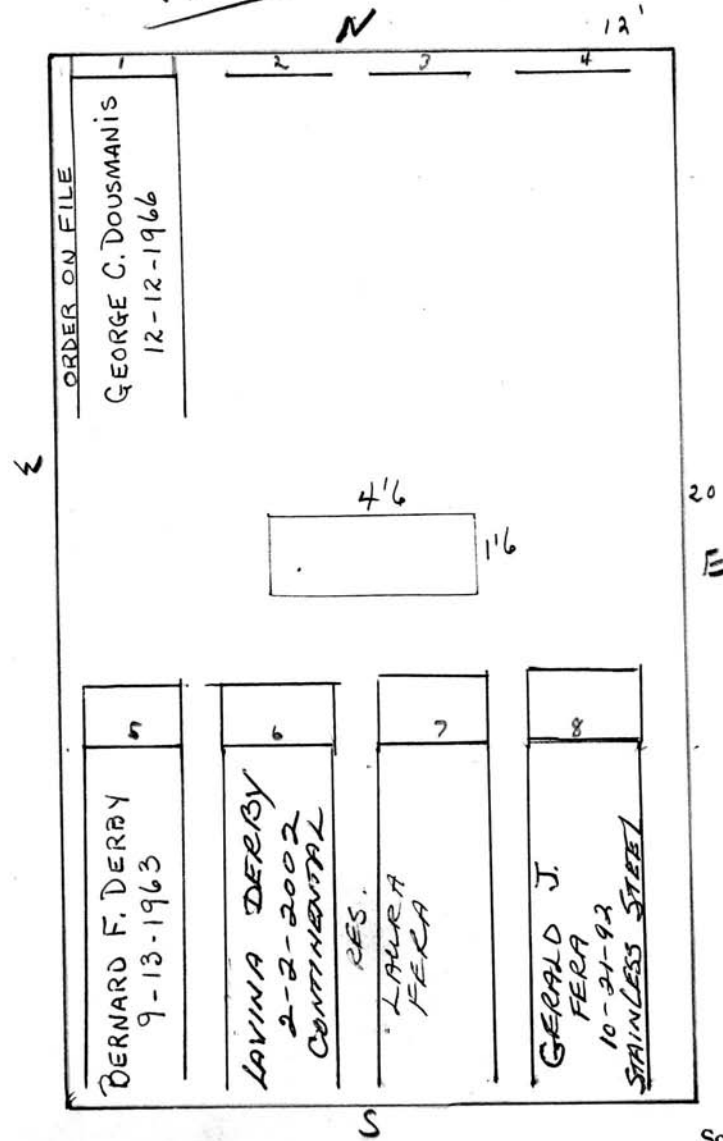 N
12'
1
2
3
4
ORDER ON FILE
GEORGE C. DOUSMANIS
12-12-1966
4'6
1'6
20
E
5
6
7
8
BERNARD F. DERBY
9-13-1963
LAVINA DERBY
2-2-2002
CONTINENTAL
RES.
LAURA
FERA
GERALD J.
FERA
10-21-92
STAINLESS STEEL
S